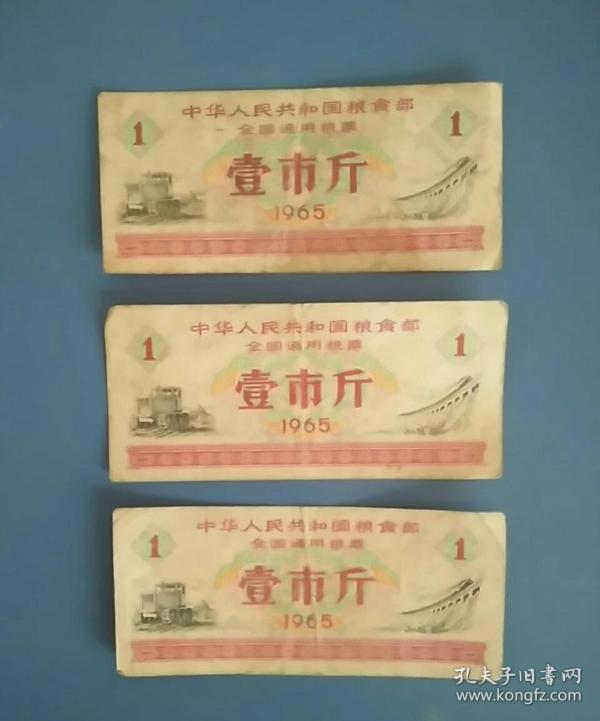 中华人民共和国粮食部
1
1
全国通用粮票
壹市斤
1965
中华人民共和国粮食部
1
1
全国通用粮票
壹市斤
1965
中华人民共和国粮食部
1
1
全国通用粮票
壹市斤
1965
孔夫子旧书网
www.kongfz.com